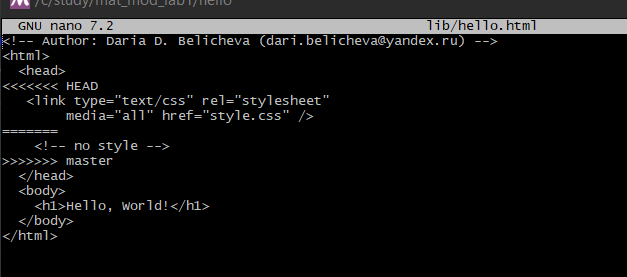 /c/study/mat_mod_lab1/hello
GNU nano 7.2 lib/hello.html
<!-- Author: Daria D. Belicheva (dari.belicheva@yandex.ru) -->
<html>
  <head>
<<<<<<< HEAD
   <link type="text/css" rel="stylesheet"
        media="all" href="style.css" />
=======
    <!-- no style -->
>>>>>>> master
  </head>
  <body>
    <h1>Hello, World!</h1>
  </body>
</html>